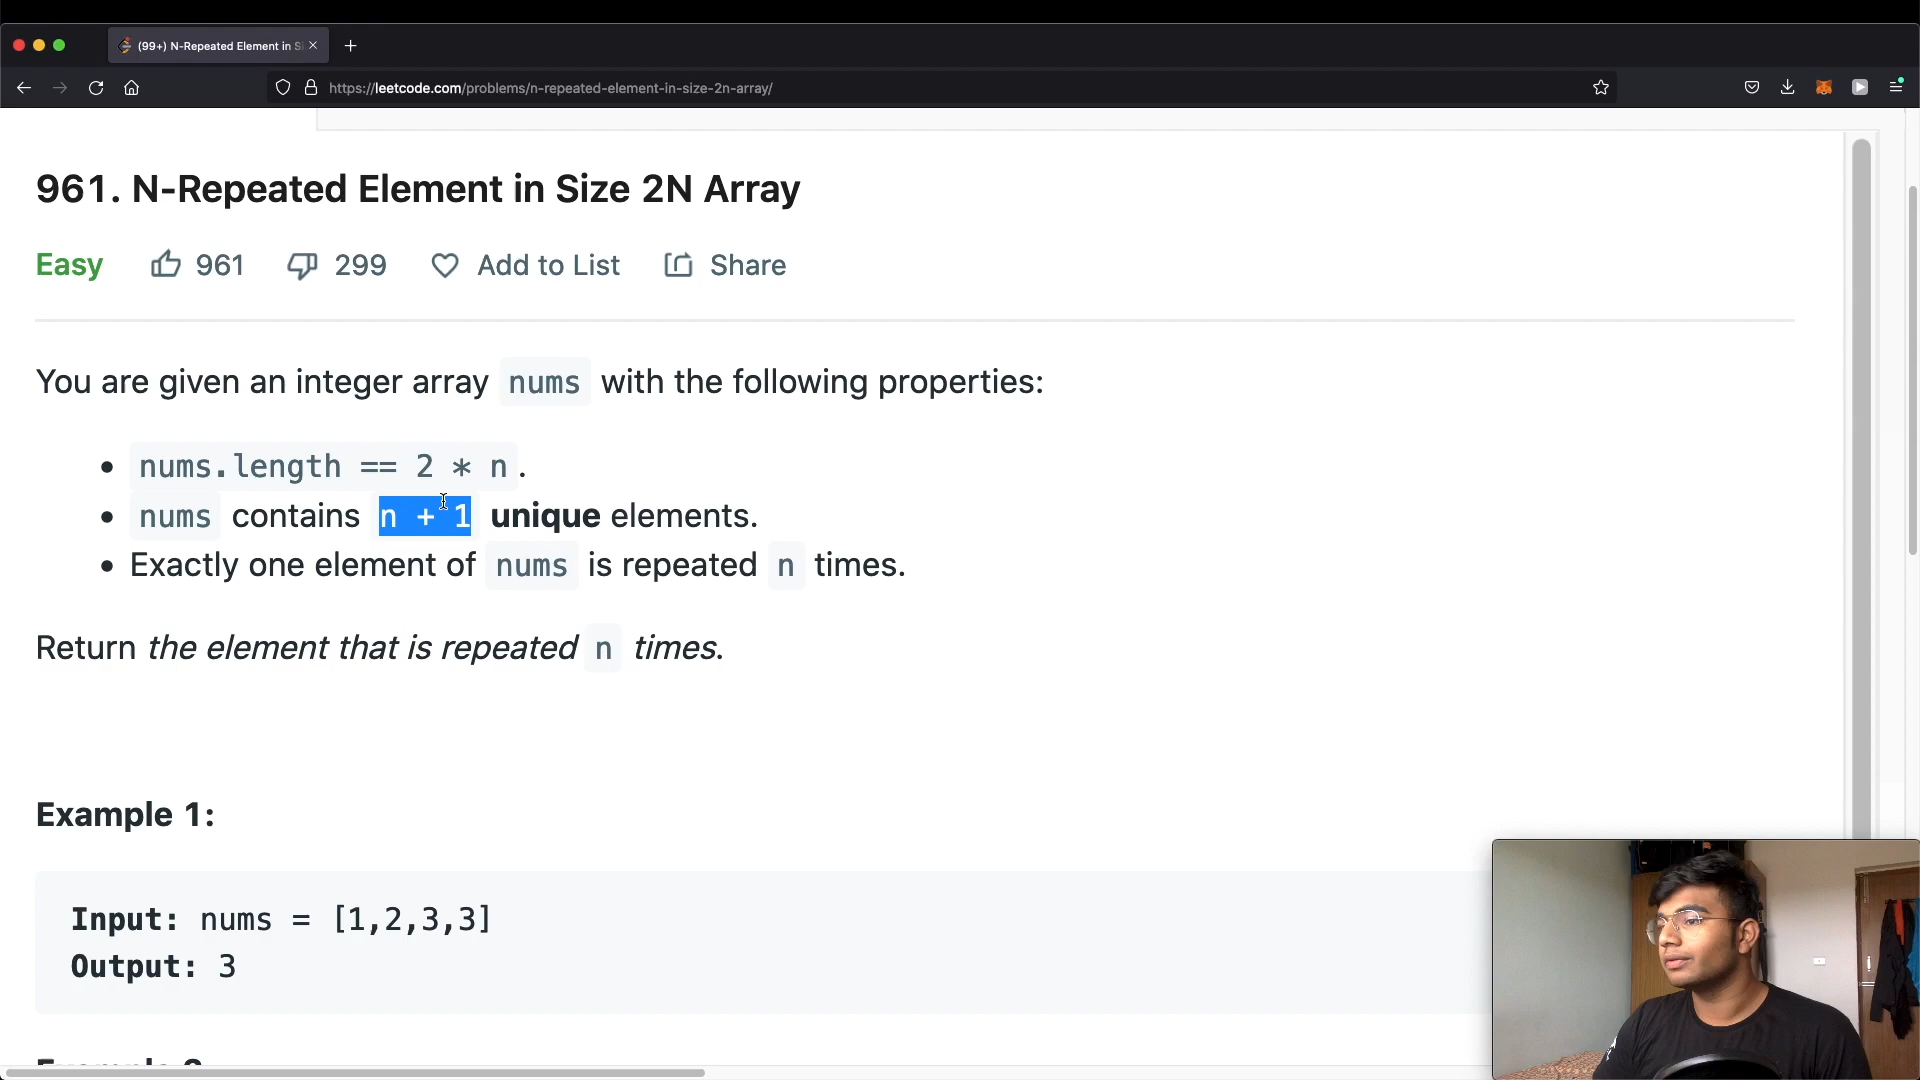 (99+) N-Repeated Element in Si
https://leetcode.com/problems/n-repeated-element-in-size-2n-array/
961. N-Repeated Element in Size 2N Array
Easy 961 299 Add to List Share
You are given an integer array nums with the following properties:
• nums.length == 2 * n.
• nums contains n + 1 unique elements.
• Exactly one element of nums is repeated n times.
Return the element that is repeated n times.
Example 1:
Input: nums = [1,2,3,3]
Output: 3